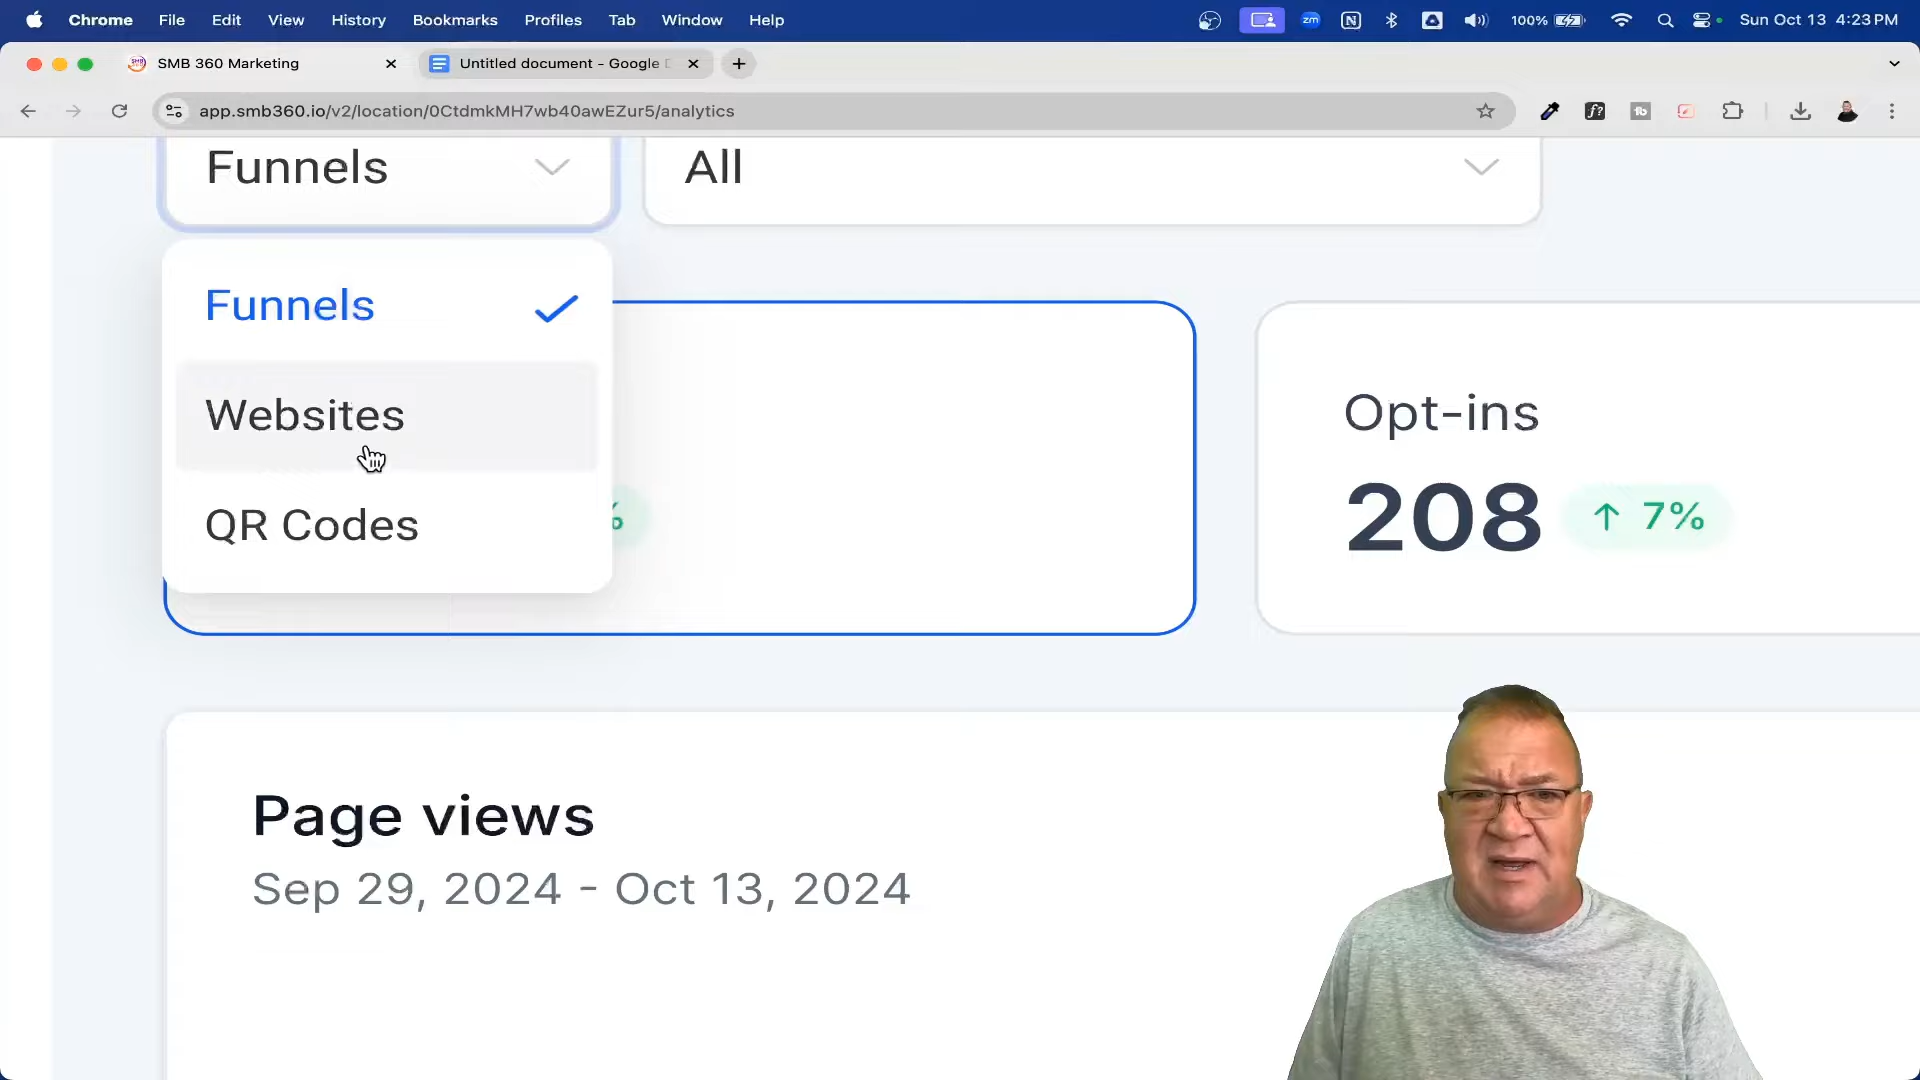 Chrome File Edit View History Bookmarks Profiles Tab Window Help zm 100% Sun Oct 13 4:23 PM
SMB 360 Marketing Untitled document - Google
app.smb360.io/v2/location/0CtdmkMH7wb40awEZur5/analytics
Funnels All
Funnels
Websites
QR Codes
%
Opt-ins
208 ↑ 7%
Page views
Sep 29, 2024 - Oct 13, 2024